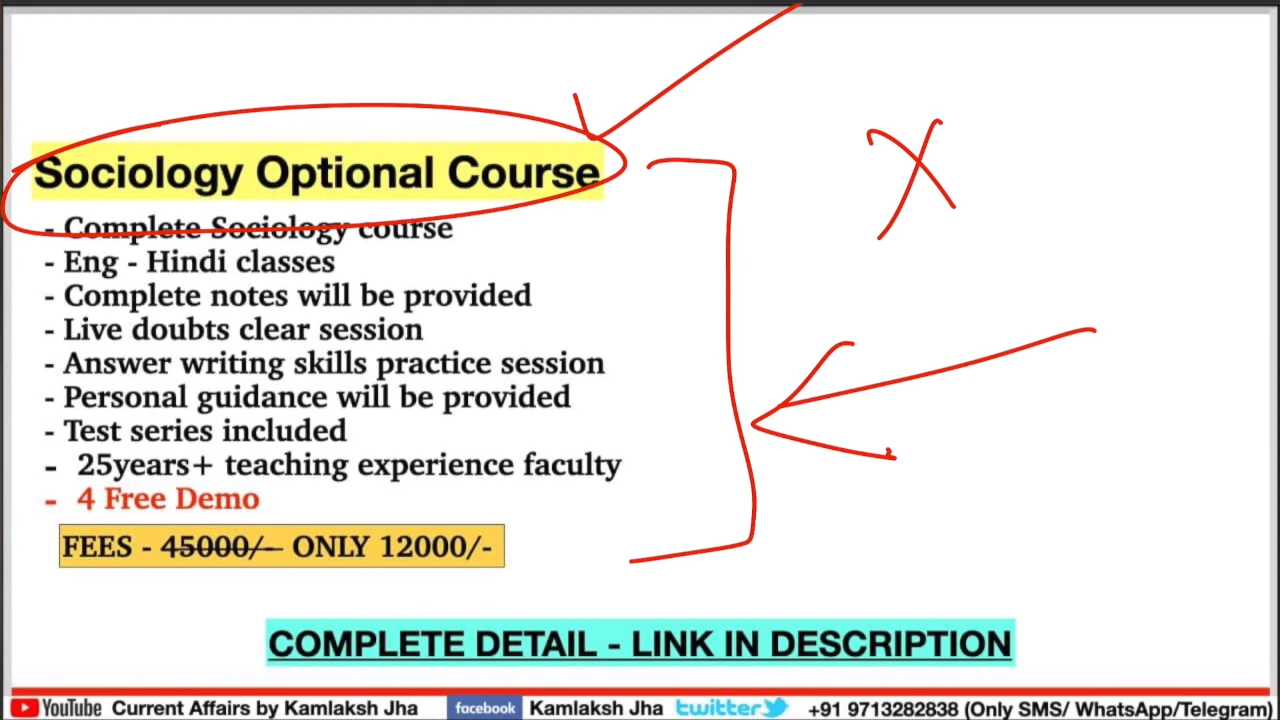 Sociology Optional Course
- Complete Sociology course
- Eng - Hindi classes
- Complete notes will be provided
- Live doubts clear session
- Answer writing skills practice session
- Personal guidance will be provided
- Test series included
- 25years+ teaching experience faculty
- 4 Free Demo
FEES - 45000/- ONLY 12000/-
COMPLETE DETAIL - LINK IN DESCRIPTION
YouTube Current Affairs by Kamlaksh Jha facebook Kamlaksh Jha twitter +91 9713282838 (Only SMS/ WhatsApp/Telegram)